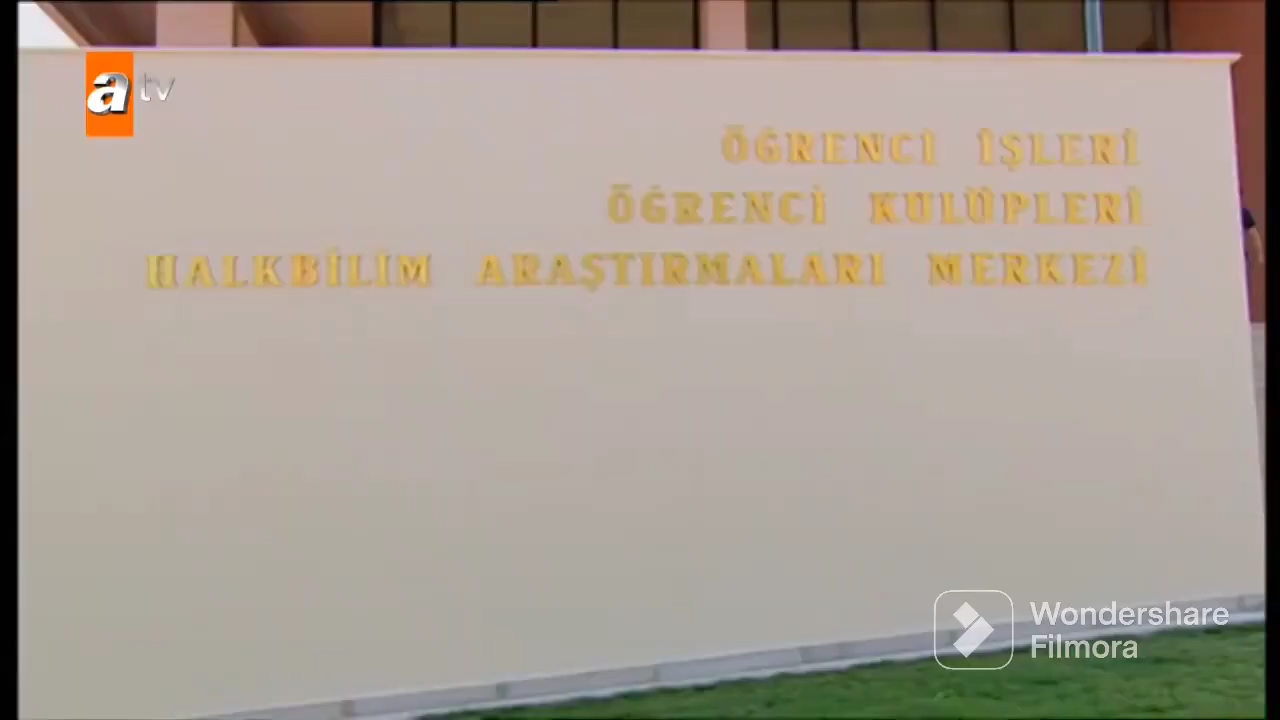 atv
ÖĞRENCİ İŞLERİ
ÖĞRENCİ KULÜPLERİ
HALKBİLİM ARAŞTIRMALARI MERKEZİ
Wondershare
Filmora